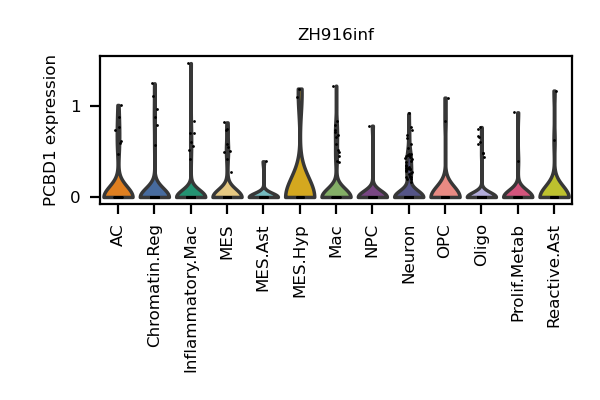 ZH916inf
PCBD1 expression
1
0
AC
Chromatin.Reg
Inflammatory.Mac
MES
MES.Ast
MES.Hyp
Mac
NPC
Neuron
OPC
Oligo
Prolif.Metab
Reactive.Ast